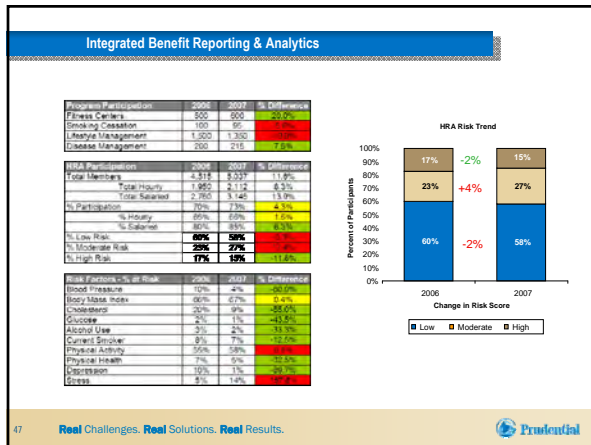 Integrated Benefit Reporting & Analytics
Program Participation 2006 2007 % Difference
Fitness Centers 500 600 20.0%
Smoking Cessation 100 95
Lifestyle Management 1,500 1,350
Disease Management 200 215 7.5%
HRA Participation 2006 2007 % Difference
Total Members 4,515 5,037 11.6%
Total Hourly 1,950 2,112 8.3%
Total Salaried 2,760 3,145 13.9%
% Participation 70% 73% 4.3%
% Hourly 65% 66% 1.5%
% Salaried 80% 85% 6.3%
% Low Risk 60% 58%
% Moderate Risk 23% 27%
% High Risk 17% 15% -11.8%
Risk Factors - % at Risk 2006 2007 % Difference
Blood Pressure 10% 4% -60.0%
Body Mass Index 67% 0.4%
Cholesterol 20% 9% -55.0%
Glucose 2% 1%
Alcohol Use 3% 2% -33.3%
Current Smoker 8% 7% -12.5%
Physical Activity 55% 58%
Physical Health 7% 5%
Depression 10% 1%
Stress 5% 14%
HRA Risk Trend
Percent of Participants
100%
90%
80%
70%
60%
50%
40%
30%
20%
10%
0%
17% -2% 15%
23% +4% 27%
60% -2% 58%
2006 2007
Change in Risk Score
Low Moderate High
47 Real Challenges. Real Solutions. Real Results. Prudential